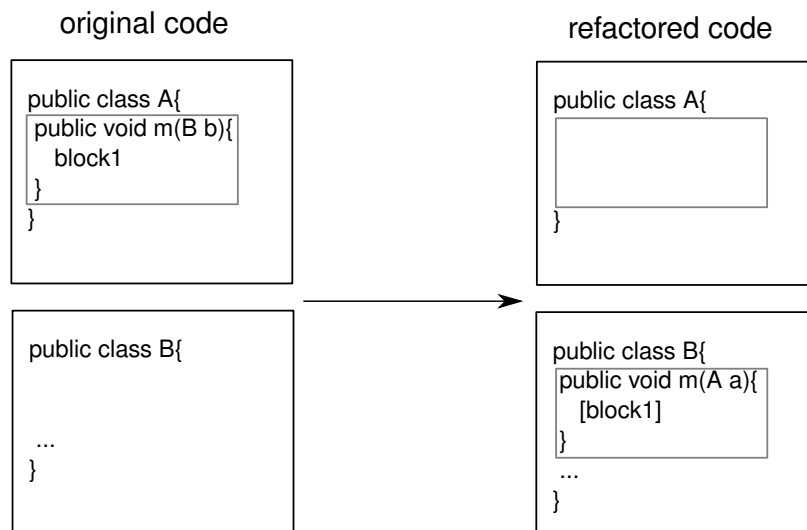 original code
public class A{
public void m(B b){
block1
}
}
public class B{
...
}
refactored code
public class A{
}
public class B{
public void m(A a){
[block1]
}
...
}